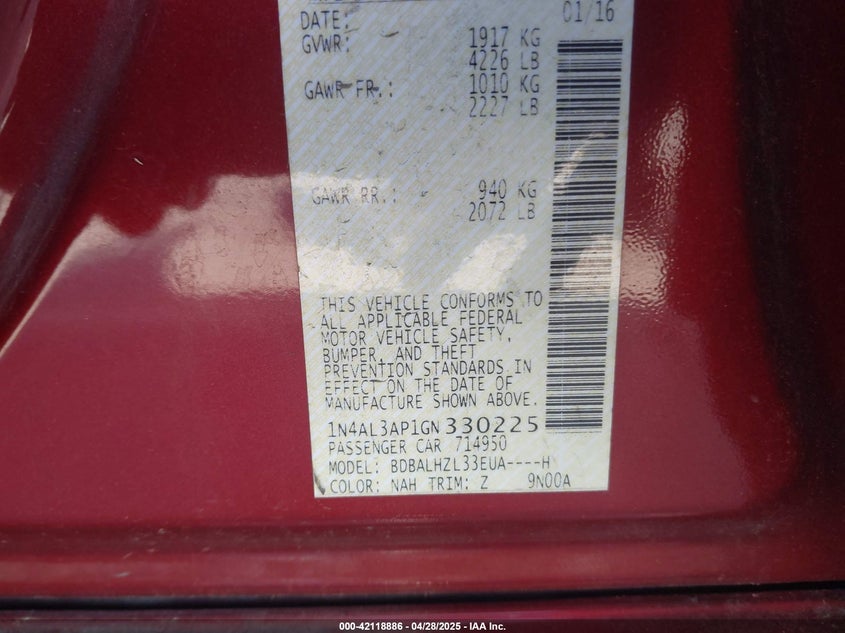 DATE: 01/16
GVWR: 1917 KG
4226 LB
GAWR FR.: 1010 KG
2227 LB
GAWR RR.: 940 KG
2072 LB
THIS VEHICLE CONFORMS TO
ALL APPLICABLE FEDERAL
MOTOR VEHICLE SAFETY,
BUMPER, AND THEFT
PREVENTION STANDARDS IN
EFFECT ON THE DATE OF
MANUFACTURE SHOWN ABOVE.
1N4AL3AP1GN330225
PASSENGER CAR 714950
MODEL: BDBALHZL33EUA----H
COLOR: NAH TRIM: Z 9N00A
000-42118886 | 04/28/2025 - IAA Inc.